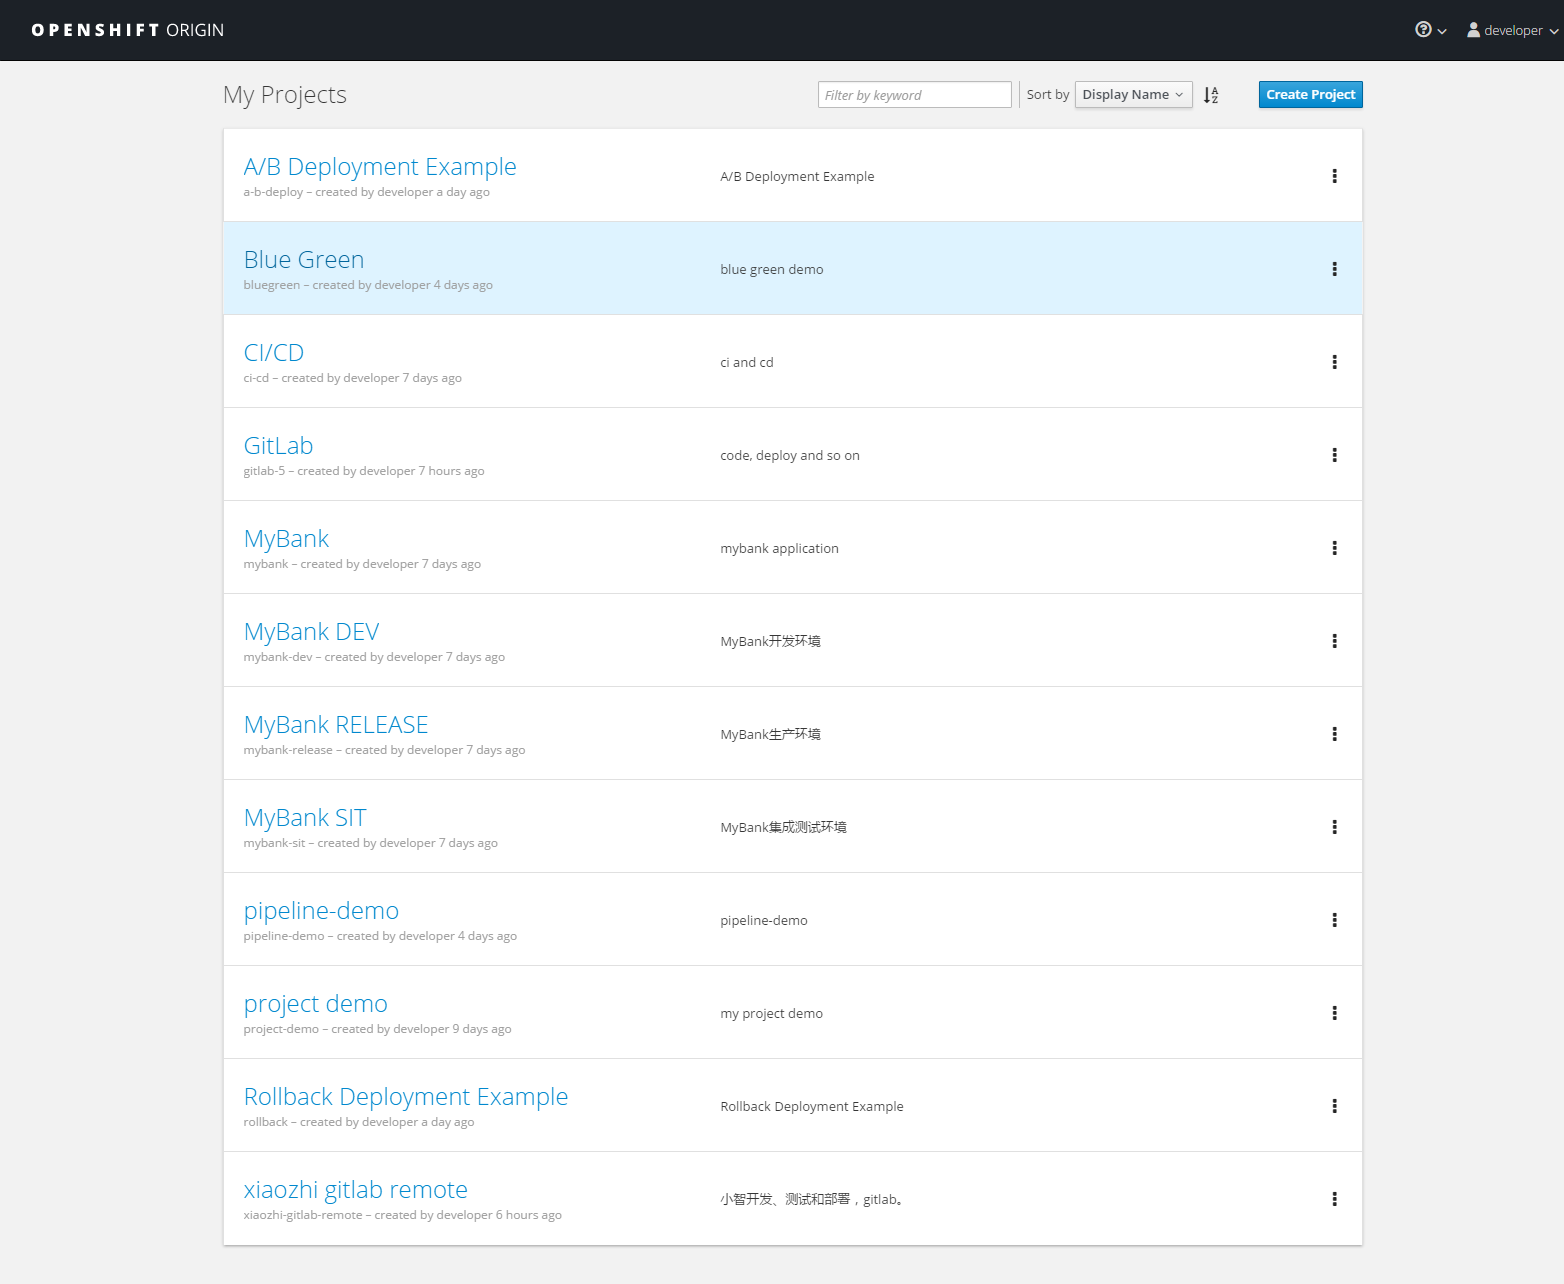 OPENSHIFT ORIGIN
developer
My Projects
Filter by keyword
Sort by
Display Name
Create Project
A/B Deployment Example
a-b-deploy – created by developer a day ago
A/B Deployment Example
Blue Green
bluegreen – created by developer 4 days ago
blue green demo
CI/CD
ci-cd – created by developer 7 days ago
ci and cd
GitLab
gitlab-5 – created by developer 7 hours ago
code, deploy and so on
MyBank
mybank – created by developer 7 days ago
mybank application
MyBank DEV
mybank-dev – created by developer 7 days ago
MyBank开发环境
MyBank RELEASE
mybank-release – created by developer 7 days ago
MyBank生产环境
MyBank SIT
mybank-sit – created by developer 7 days ago
MyBank集成测试环境
pipeline-demo
pipeline-demo – created by developer 4 days ago
pipeline-demo
project demo
project-demo – created by developer 9 days ago
my project demo
Rollback Deployment Example
rollback – created by developer a day ago
Rollback Deployment Example
xiaozhi gitlab remote
xiaozhi-gitlab-remote – created by developer 6 hours ago
小智开发、测试和部署，gitlab。